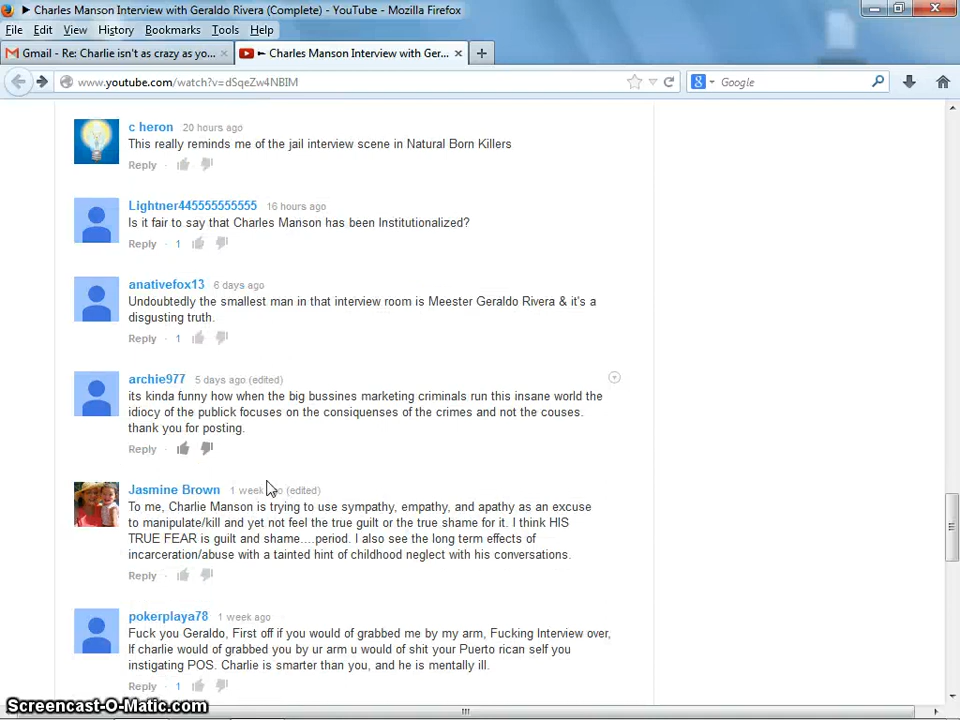 Charles Manson Interview with Geraldo Rivera (Complete) - YouTube - Mozilla Firefox
File Edit View History Bookmarks Tools Help
Gmail - Re: Charlie isn't as crazy as yo... × ► Charles Manson Interview with Ger... × +
www.youtube.com/watch?v=dSqeZw4NBIM Google
c heron 20 hours ago
This really reminds me of the jail interview scene in Natural Born Killers
Reply
Lightner445555555555 16 hours ago
Is it fair to say that Charles Manson has been Institutionalized?
Reply · 1
anativefox13 6 days ago
Undoubtedly the smallest man in that interview room is Meester Geraldo Rivera & it's a
disgusting truth.
Reply · 1
archie977 5 days ago (edited)
its kinda funny how when the big bussines marketing criminals run this insane world the
idiocy of the publick focuses on the consiquenses of the crimes and not the couses.
thank you for posting.
Reply ·
Jasmine Brown 1 week (edited)
To me, Charlie Manson is trying to use sympathy, empathy, and apathy as an excuse
to manipulate/kill and yet not feel the true guilt or the true shame for it. I think HIS
TRUE FEAR is guilt and shame....period. I also see the long term effects of
incarceration/abuse with a tainted hint of childhood neglect with his conversations.
Reply ·
pokerplaya78 1 week ago
Fuck you Geraldo, First off if you would of grabbed me by my arm, Fucking Interview over,
If charlie would of grabbed you by ur arm u would of shit your Puerto rican self you
instigating POS. Charlie is smarter than you, and he is mentally ill.
Reply · 1
Screencast-O-Matic.com